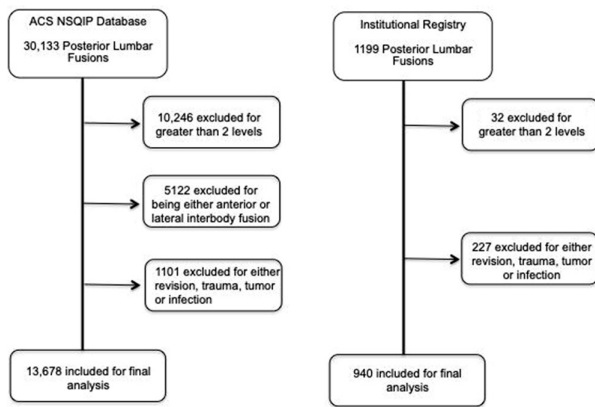 ACS NSQIP Database
30,133 Posterior Lumbar
Fusions
10,246 excluded for
greater than 2 levels
5122 excluded for
being either anterior or
lateral interbody fusion
1101 excluded for either
revision, trauma, tumor
or infection
13,678 included for final
analysis
Institutional Registry
1199 Posterior Lumbar
Fusions
32 excluded for
greater than 2 levels
227 excluded for either
revision, trauma, tumor
or infection
940 included for final
analysis